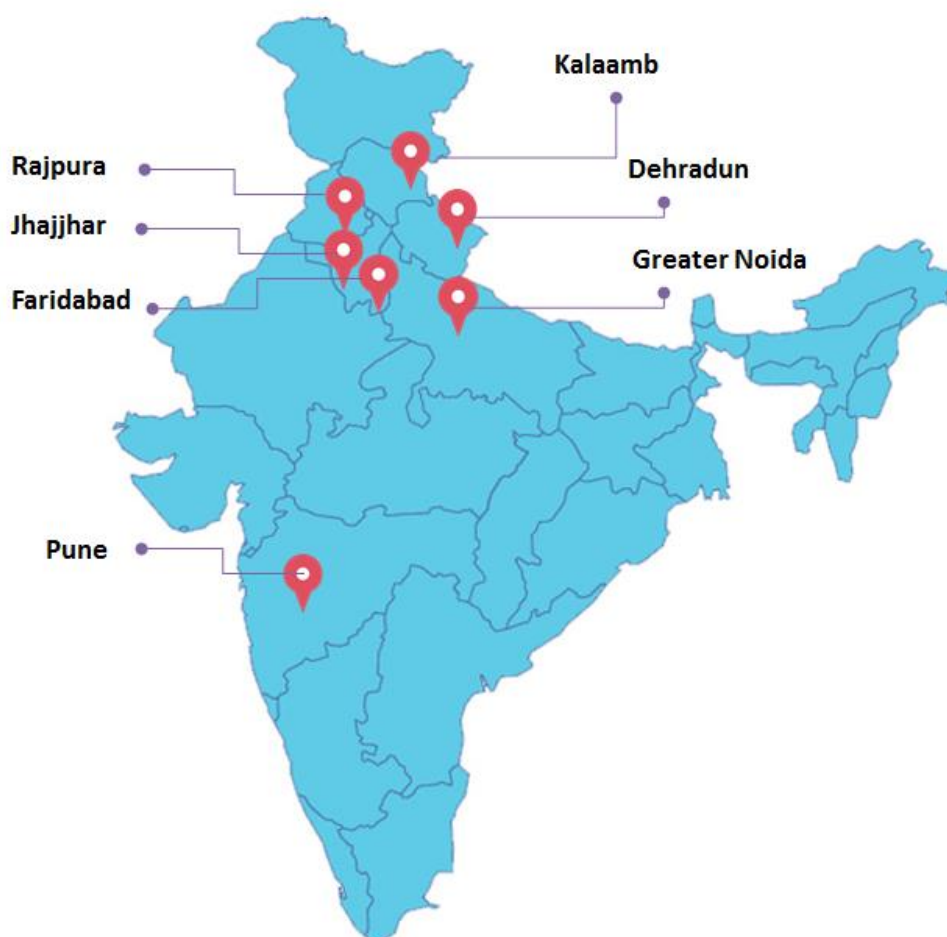 Kalaamb
Rajpura
Dehradun
Jhajjhar
Greater Noida
Faridabad
Pune